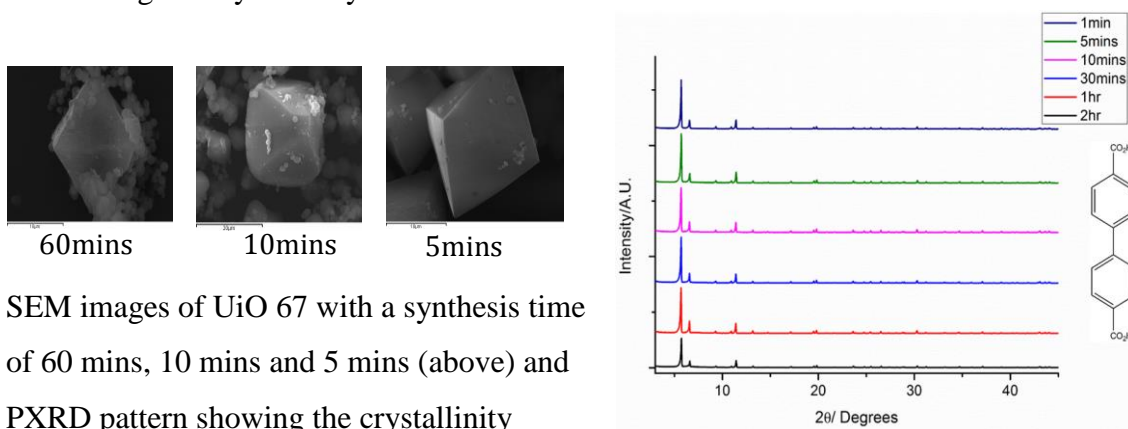 60mins
10mins
5mins
SEM images of UiO 67 with a synthesis time
of 60 mins, 10 mins and 5 mins (above) and
PXRD pattern showing the crystallinity
1min
5mins
10mins
30mins
1hr
2hr
Intensity/A.U.
10 20 30 40
2θ/ Degrees